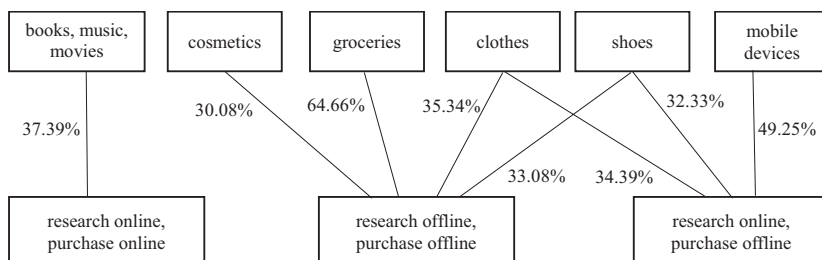 books, music,
movies
cosmetics
groceries
clothes
shoes
mobile
devices
37.39%
30.08%
64.66%
35.34%
32.33%
49.25%
33.08%
34.39%
research online,
purchase online
research offline,
purchase offline
research online,
purchase offline